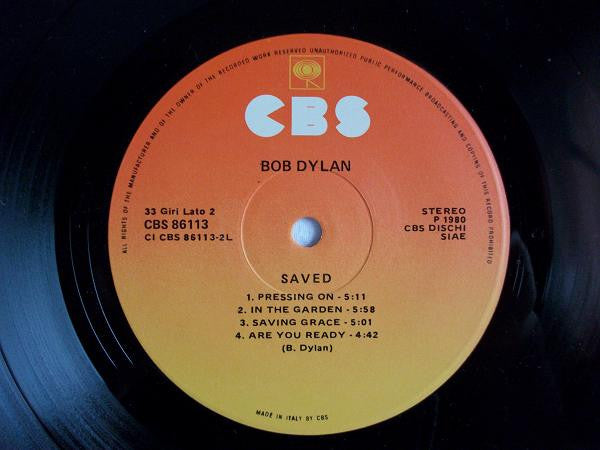 ALL RIGHTS OF THE MANUFACTURER AND OF THE OWNER OF THE RECORDED WORK RESERVED UNAUTHORIZED PUBLIC PERFORMANCE BROADCASTING AND COPYING OF THIS RECORD PROHIBITED
CBS
BOB DYLAN
33 Giri Lato 2
CBS 86113
CI CBS 86113-2L
STEREO
P 1980
CBS DISCHI
SIAE
SAVED
1. PRESSING ON - 5:11
2. IN THE GARDEN - 5:58
3. SAVING GRACE - 5:01
4. ARE YOU READY - 4:42
(B. Dylan)
MADE IN ITALY BY CBS